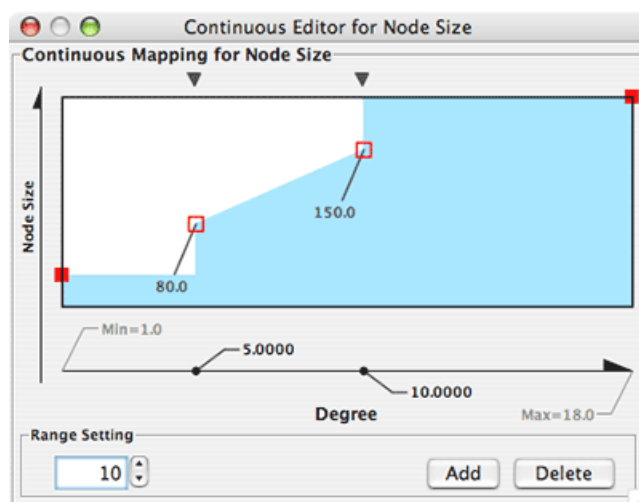 Continuous Editor for Node Size
Continuous Mapping for Node Size
Node Size
150.0
80.0
Min=1.0
5.0000
10.0000
Degree
Max=18.0
Range Setting
10
Add
Delete